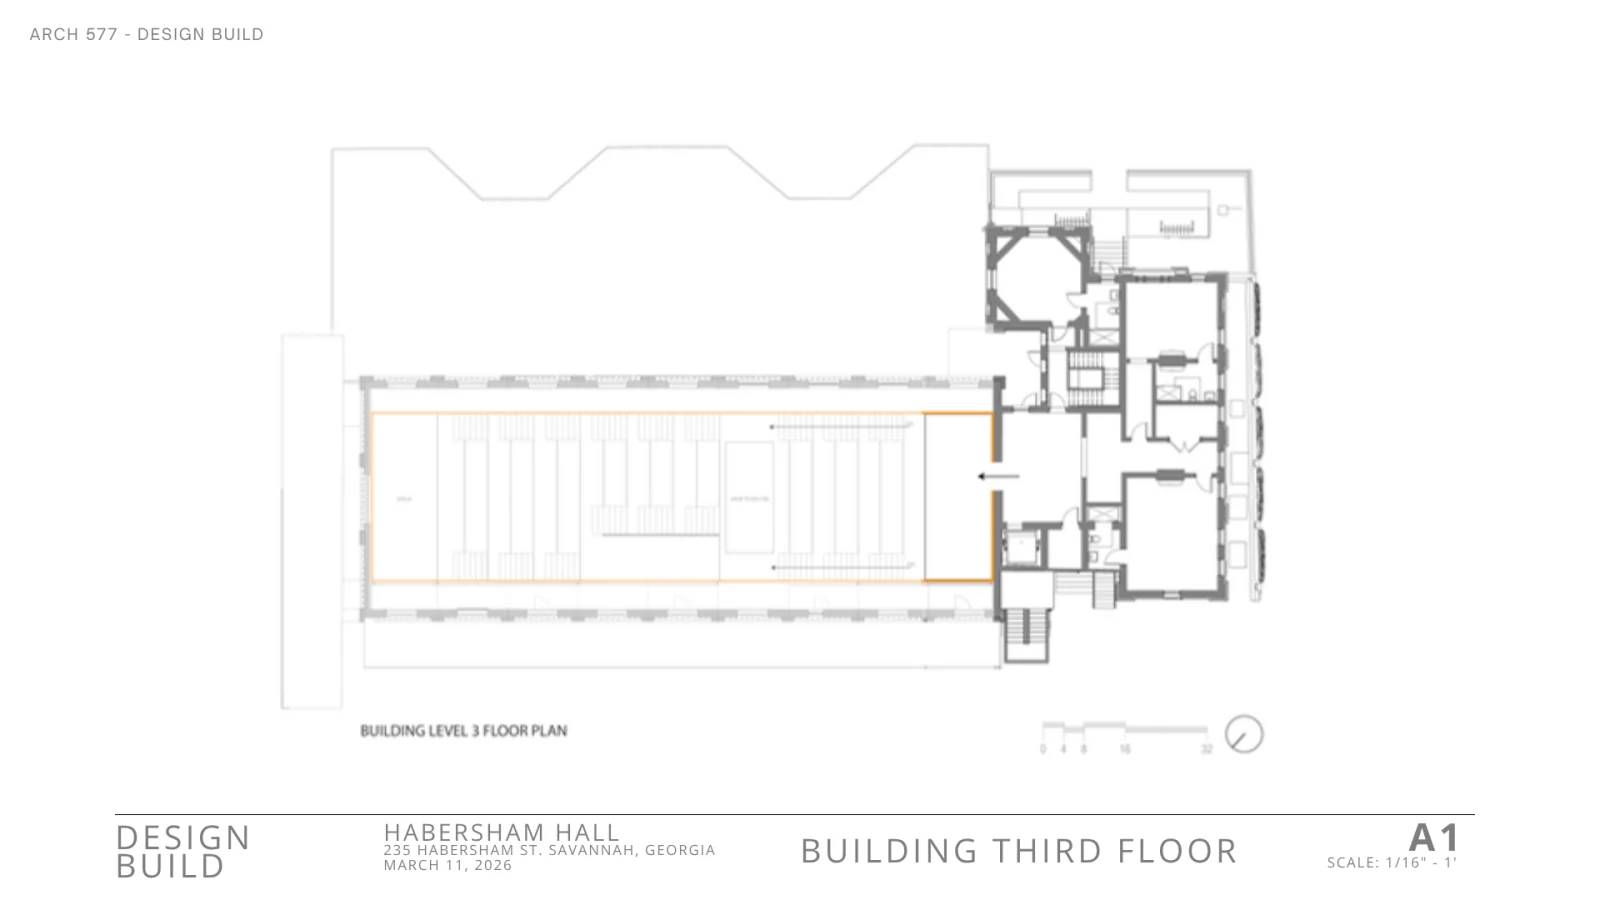 ARCH 577 - DESIGN BUILD
BUILDING LEVEL 3 FLOOR PLAN
0 4 8 16 32
DESIGN
BUILD
HABERSHAM HALL
235 HABERSHAM ST. SAVANNAH, GEORGIA
MARCH 11, 2026
BUILDING THIRD FLOOR
A1
SCALE: 1/16" - 1'